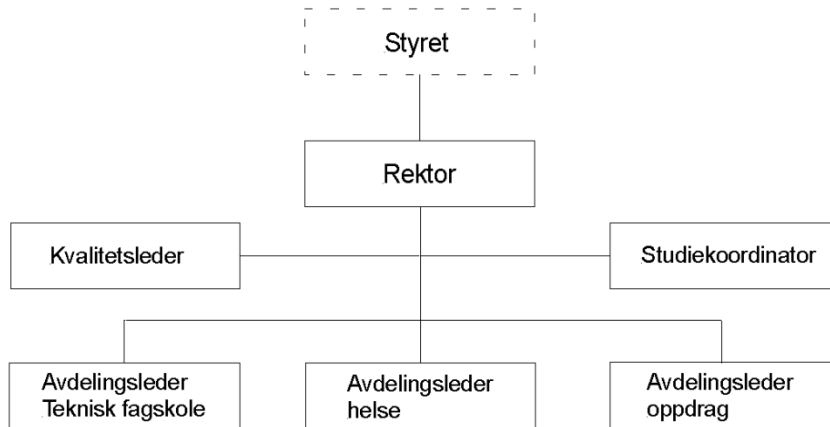 Styret
Rektor
Kvalitetsleder
Studiekoordinator
Avdelingsleder
Teknisk fagskole
Avdelingsleder
helse
Avdelingsleder
oppdrag